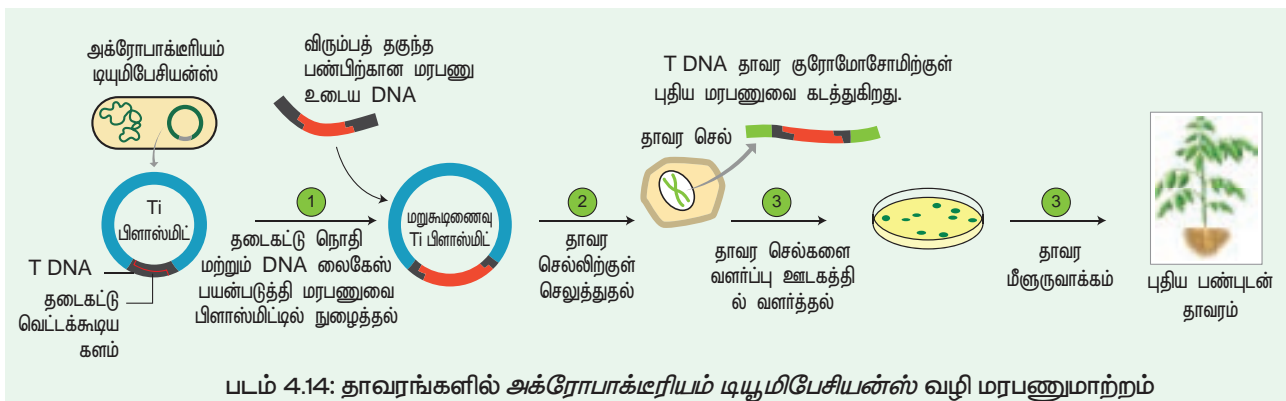 அக்ரோபாக்டீரியம்
டியுமிபேசியன்ஸ்
விரும்பத் தகுந்த
பண்பிற்கான மரபணு
உடைய DNA
T DNA தாவர குரோமோசோமிற்குள்
புதிய மரபணுவை கடத்துகிறது.
தாவர செல்
Ti
பிளாஸ்மிட்
T DNA
தடைகட்டு
வெட்டக்கூடிய
களம்
1
தடைகட்டு நொதி
மற்றும் DNA லைகேஸ்
பயன்படுத்தி மரபணுவை
பிளாஸ்மிட்டில் நுழைத்தல்
மறுகூடிணைவு
Ti பிளாஸ்மிட்
2
தாவர
செல்லிற்குள்
செலுத்துதல்
3
தாவர செல்களை
வளர்ப்பு ஊடகத்தி
ல் வளர்த்தல்
3
தாவர
மீளுருவாக்கம்
புதிய பண்புடன்
தாவரம்
படம் 4.14: தாவரங்களில் அக்ரோபாக்டீரியம் டியூமிபேசியன்ஸ் வழி மரபணுமாற்றம்